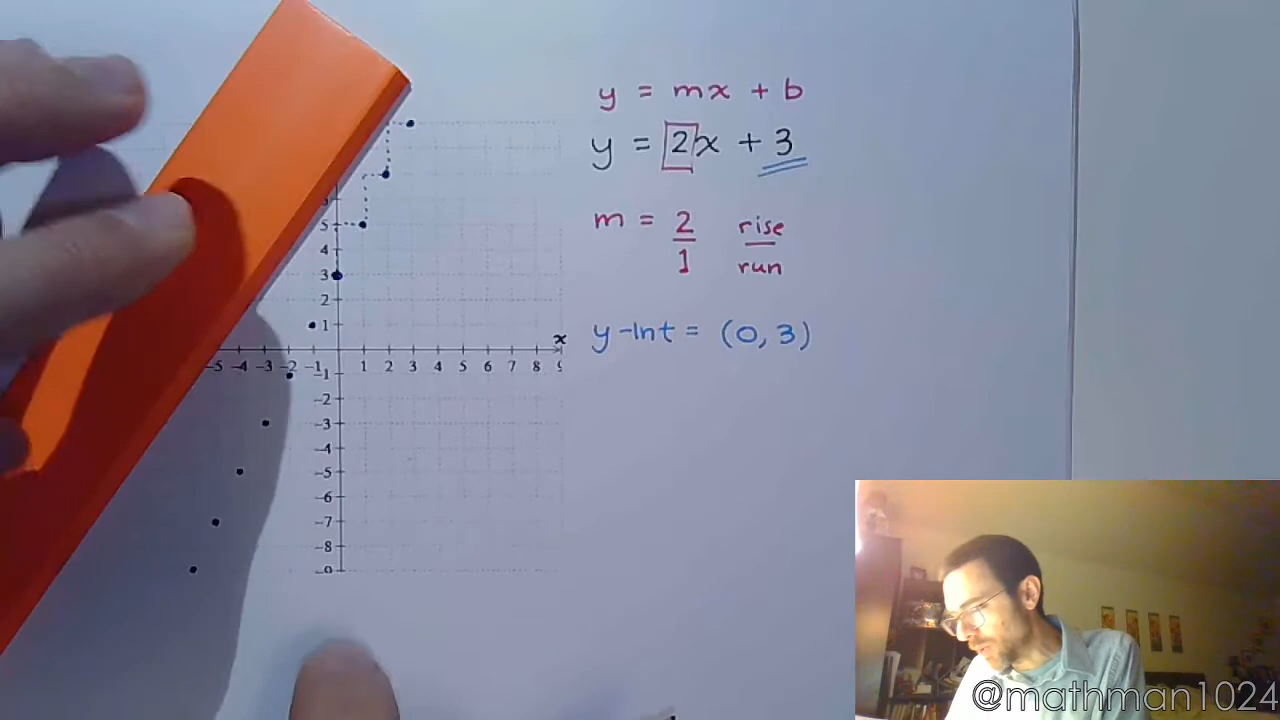 y = mx + b
y = 2x + 3
m = 2/1 rise/run
y-int = (0, 3)
5
4
3
2
1
x
-5 -4 -3 -2 -1 1 2 3 4 5 6 7 8
-1
-2
-3
-4
-5
-6
-7
-8
-9
@mathman1024